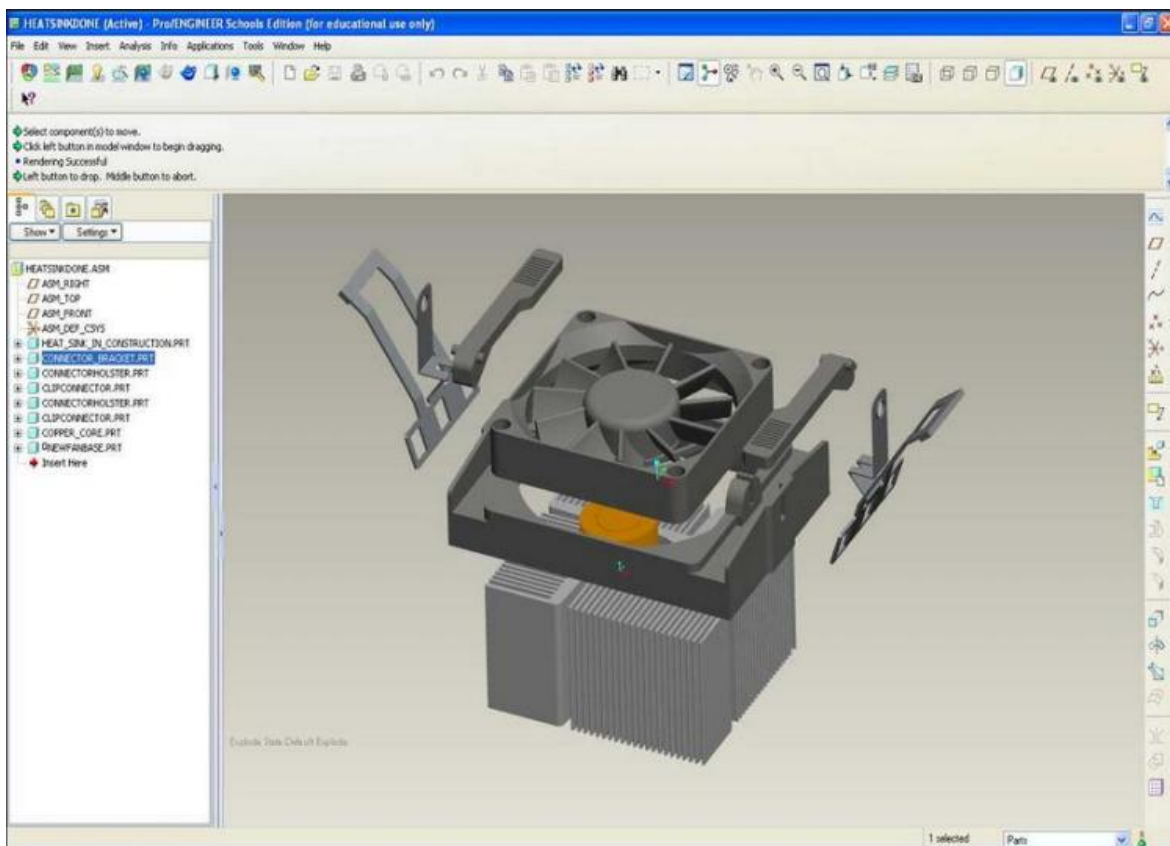 HEATSINKDONE (Active) - Pro/ENGINEER Schools Edition (for educational use only)
File Edit View Insert Analysis Info Applications Tools Window Help
Select component(s) to move.
Click left button in model window to begin dragging.
Rendering Successful
Left button to drop. Middle button to abort.
Show Settings
HEATSINKDONE.ASM
ASM_RIGHT
ASM_TOP
ASM_FRONT
ASM_DEF_CSYS
HEAT_SINK_IN_CONSTRUCTION.PRT
CONNECTOR_BRACKET.PRT
CONNECTORHOLSTER.PRT
CLIPCONNECTOR.PRT
CONNECTORHOLSTER.PRT
CLIPCONNECTOR.PRT
COPPER_CORE.PRT
NEWFANBASE.PRT
Insert Here
Explode State:Default Explode
1 selected Parts